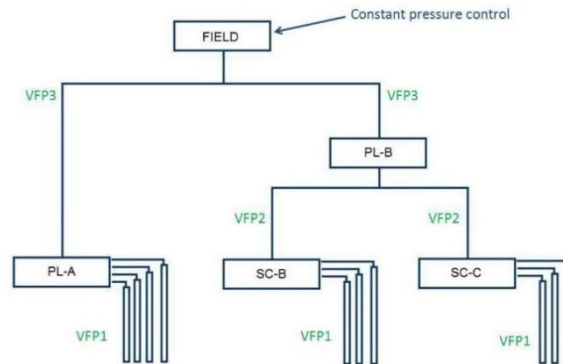 Constant pressure control
FIELD
VFP3
VFP3
PL-B
VFP2
VFP2
PL-A
SC-B
SC-C
VFP1
VFP1
VFP1